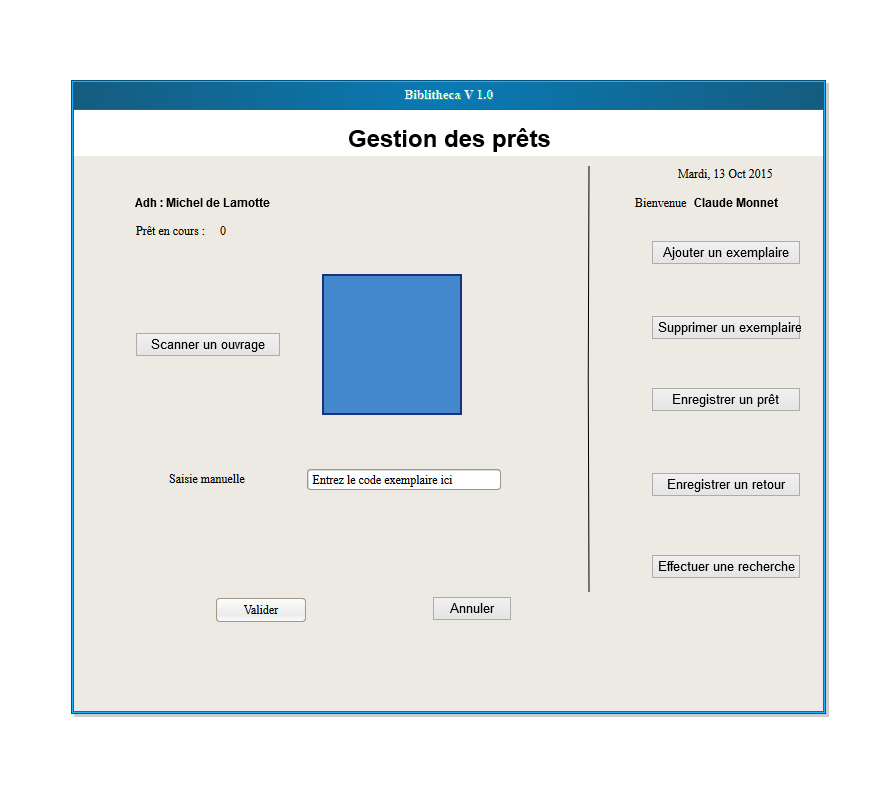 Biblitheca V 1.0
Gestion des prêts
Mardi, 13 Oct 2015
Adh : Michel de Lamotte
Bienvenue Claude Monnet
Prêt en cours : 0
Ajouter un exemplaire
Supprimer un exemplaire
Scanner un ouvrage
Enregistrer un prêt
Saisie manuelle
Entrez le code exemplaire ici
Enregistrer un retour
Effectuer une recherche
Valider
Annuler